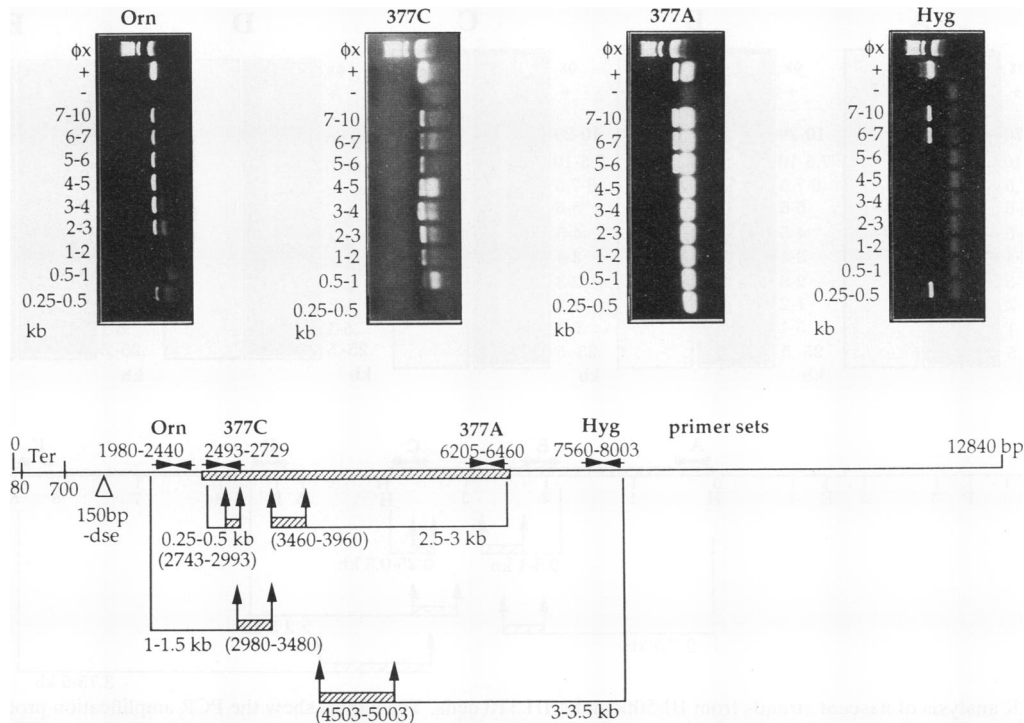 Orn
ϕx
+
-
7-10
6-7
5-6
4-5
3-4
2-3
1-2
0.5-1
0.25-0.5
kb
377C
ϕx
+
-
7-10
6-7
5-6
4-5
3-4
2-3
1-2
0.5-1
0.25-0.5
kb
377A
ϕx
+
-
7-10
6-7
5-6
4-5
3-4
2-3
1-2
0.5-1
0.25-0.5
kb
Hyg
ϕx
+
-
7-10
6-7
5-6
4-5
3-4
2-3
1-2
0.5-1
0.25-0.5
kb
Orn 377C 377A Hyg primer sets
0 Ter 1980-2440 2493-2729 6205-6460 7560-8003 12840 bp
80 700
Δ
150bp
-dse
0.25-0.5 kb (3460-3960) 2.5-3 kb
(2743-2993)
1-1.5 kb (2980-3480)
(4503-5003) 3-3.5 kb